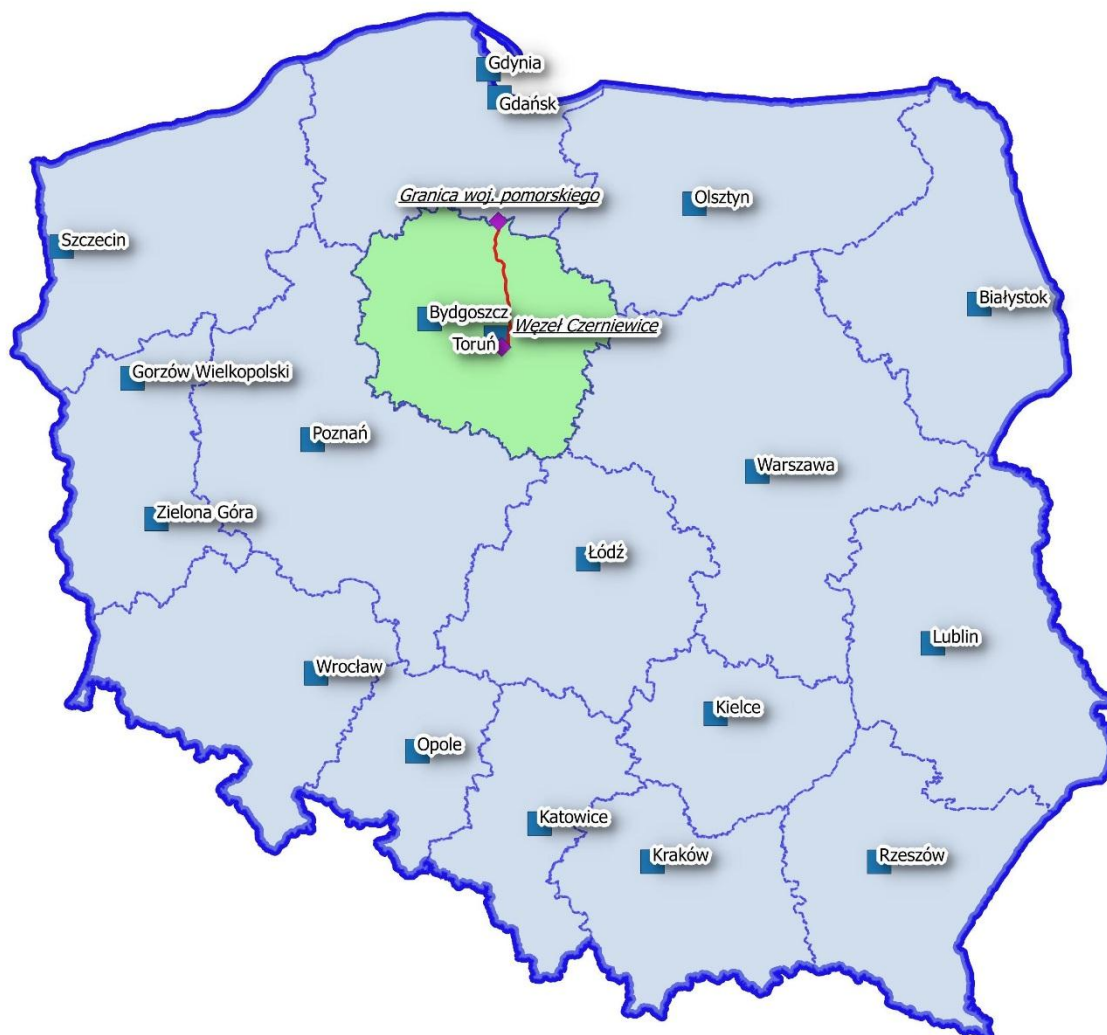 Gdynia
Gdańsk
Granica woj. pomorskiego
Olsztyn
Szczecin
Białystok
Bydgoszcz
Węzeł Czerniewice
Toruń
Gorzów Wielkopolski
Poznań
Warszawa
Zielona Góra
Łódź
Lublin
Wrocław
Kielce
Opole
Katowice
Kraków
Rzeszów